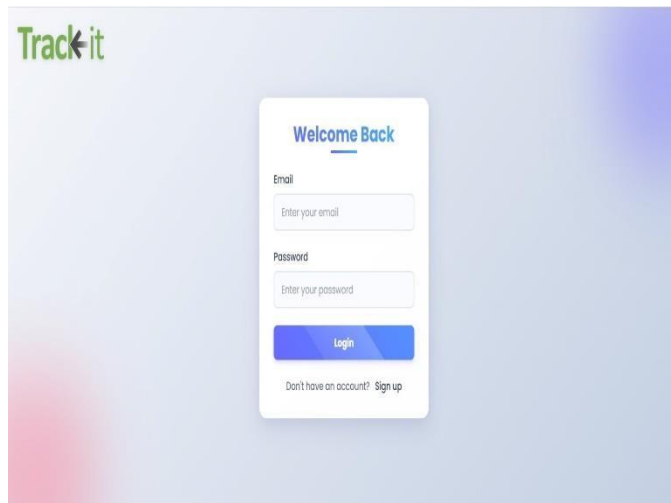 Track it
Welcome Back
Email
Enter your email
Password
Enter your password
Login
Don't have an account? Sign up